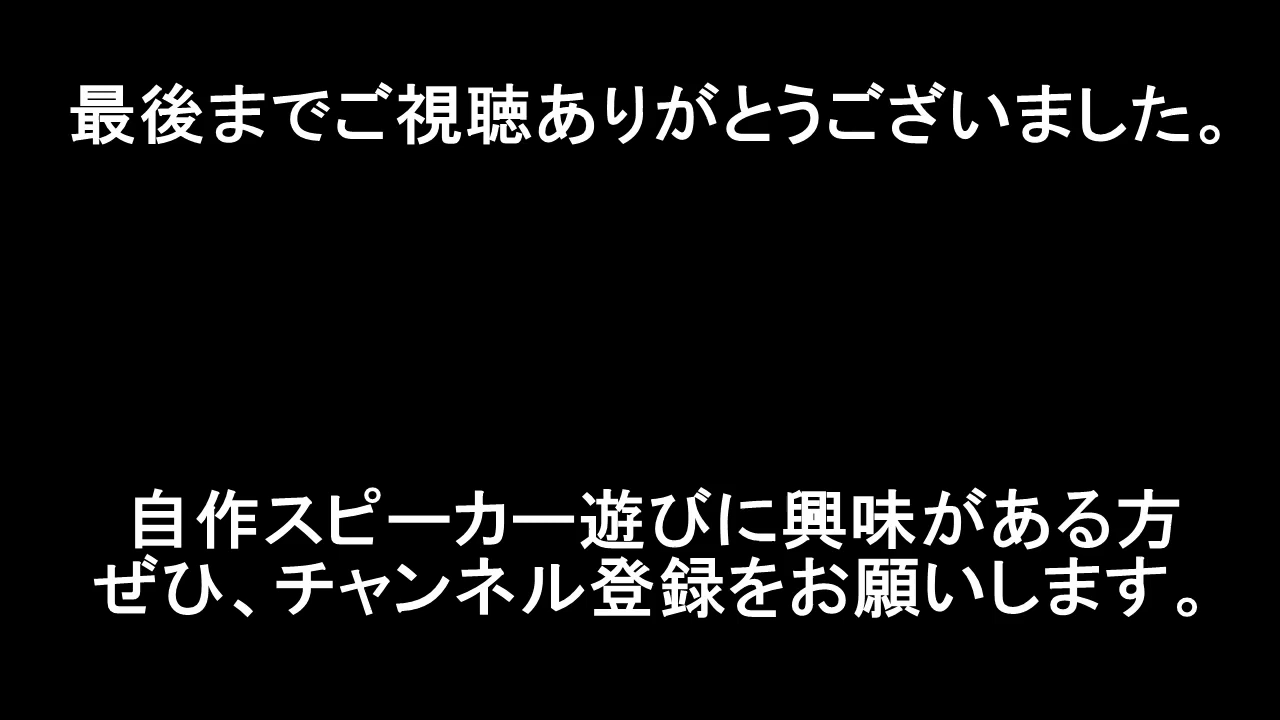 最後までご視聴ありがとうございました。
自作スピーカー遊びに興味がある方
ぜひ、チャンネル登録をお願いします。